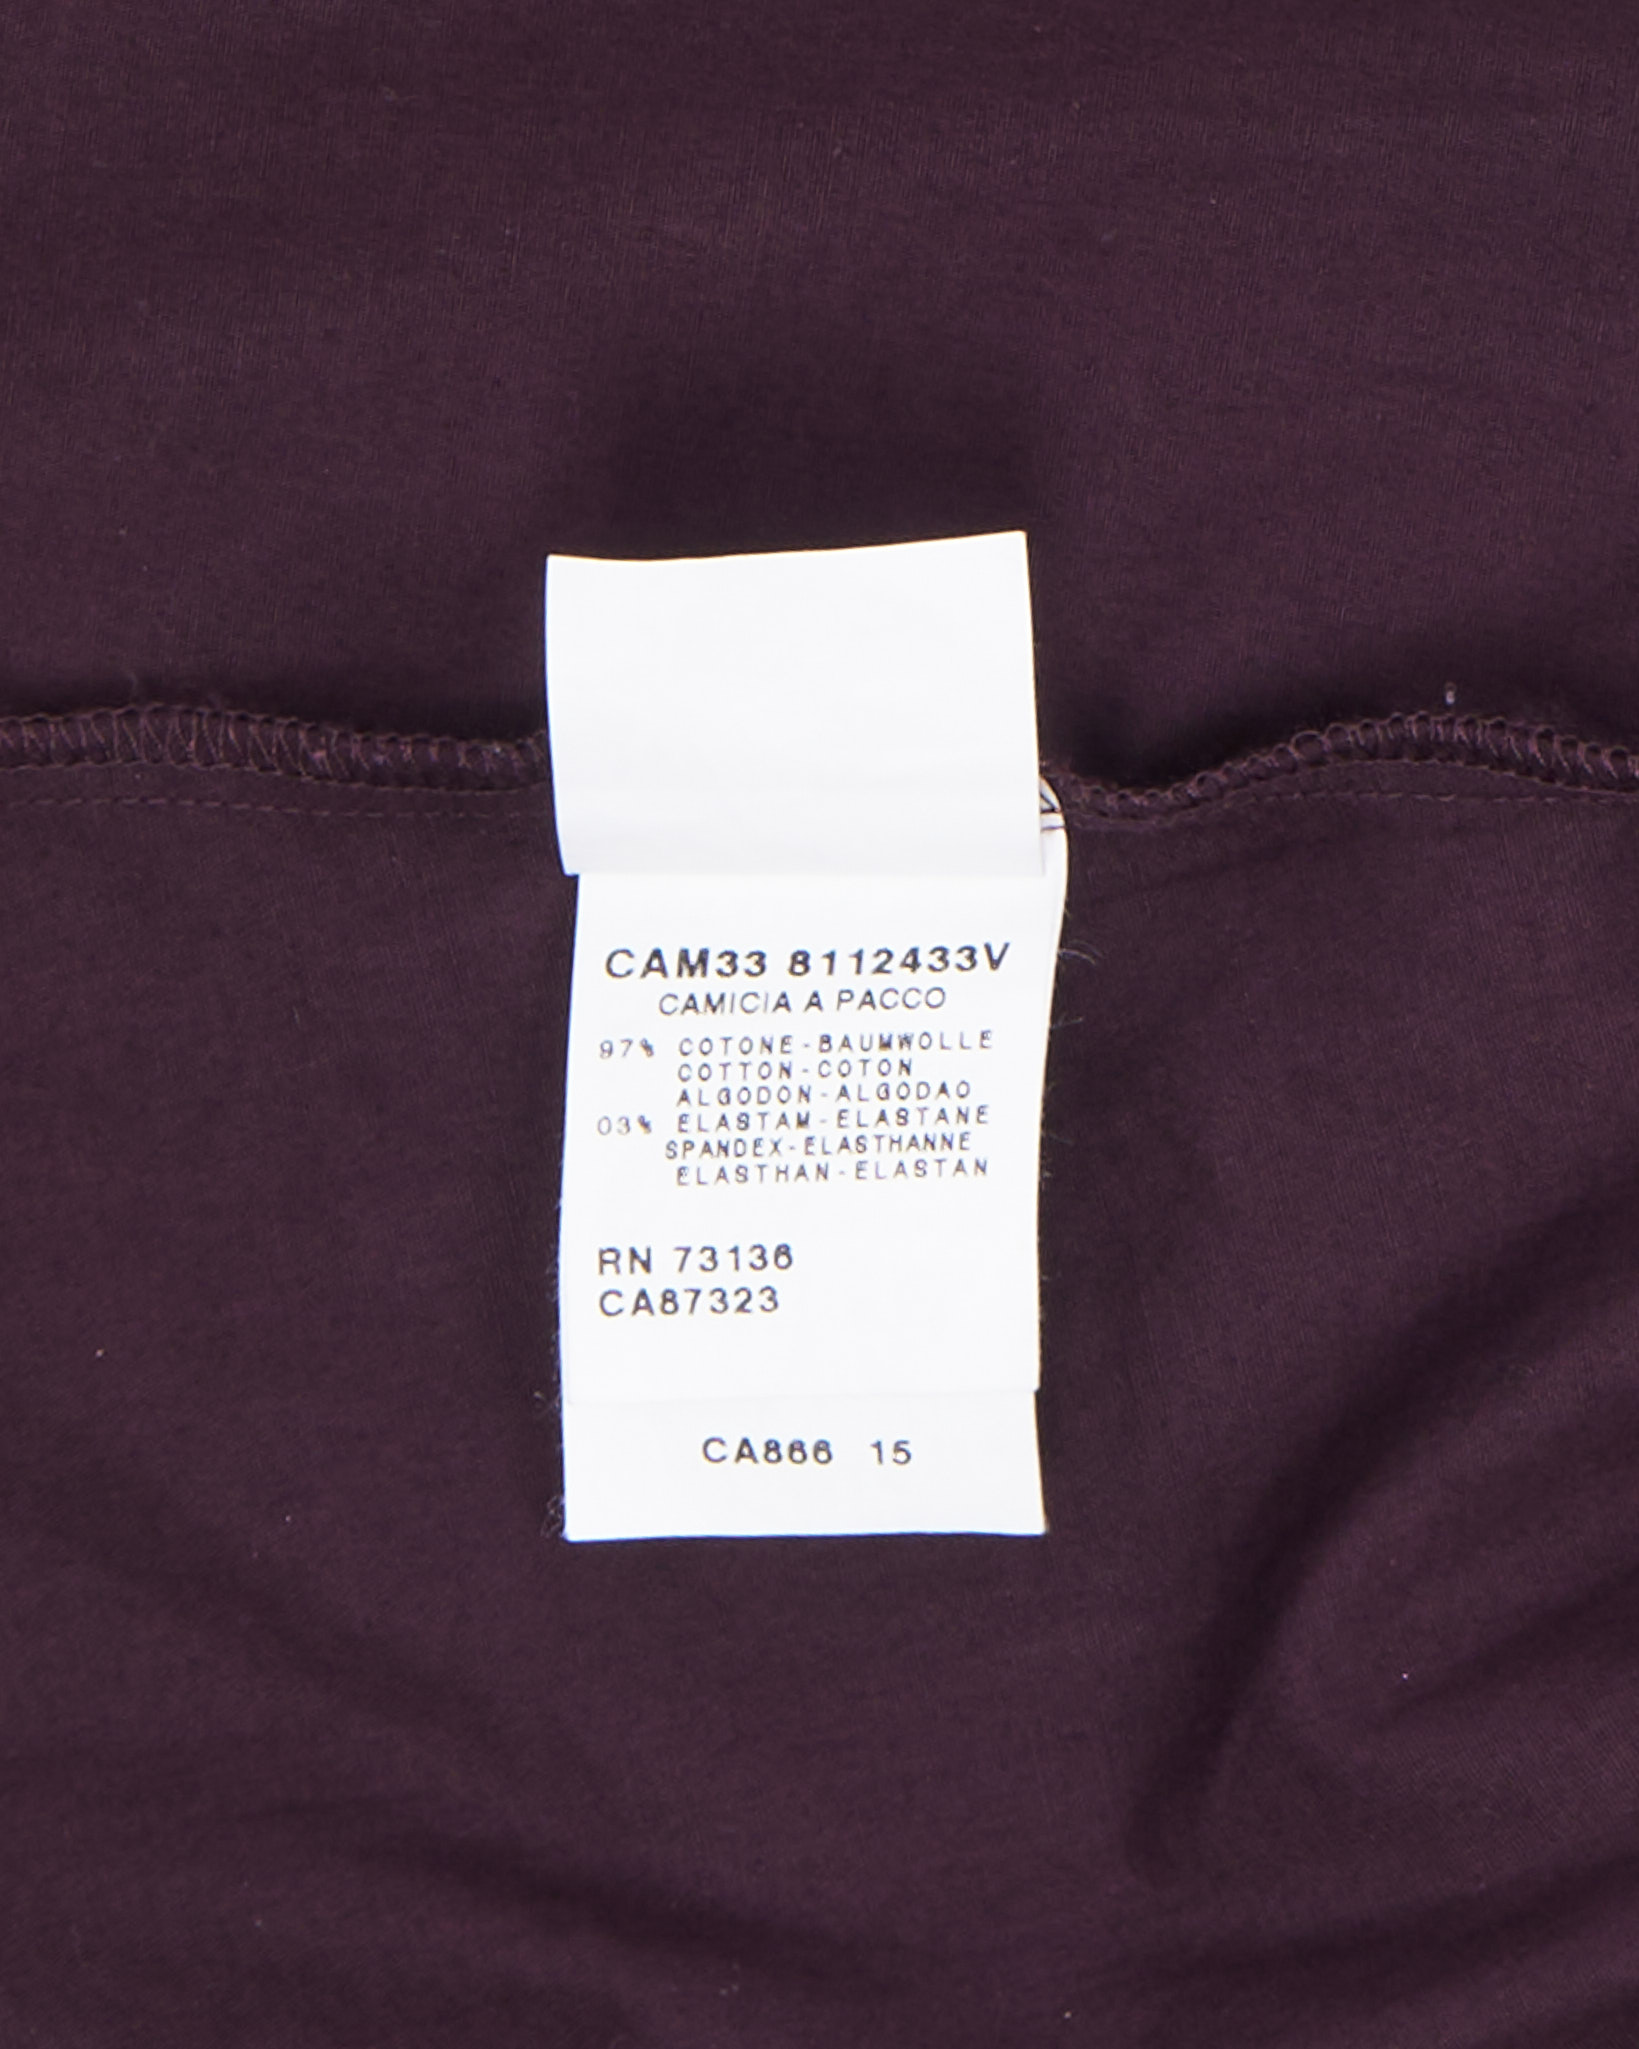 CAM33 8112433V
CAMICIA A PACCO
97% COTONE-BAUMWOLLE
COTTON-COTON
ALGODON-ALGODAO
03% ELASTAM-ELASTANE
SPANDEX-ELASTHANNE
ELASTHAN-ELASTAN
RN 73136
CA87323
CA866 15